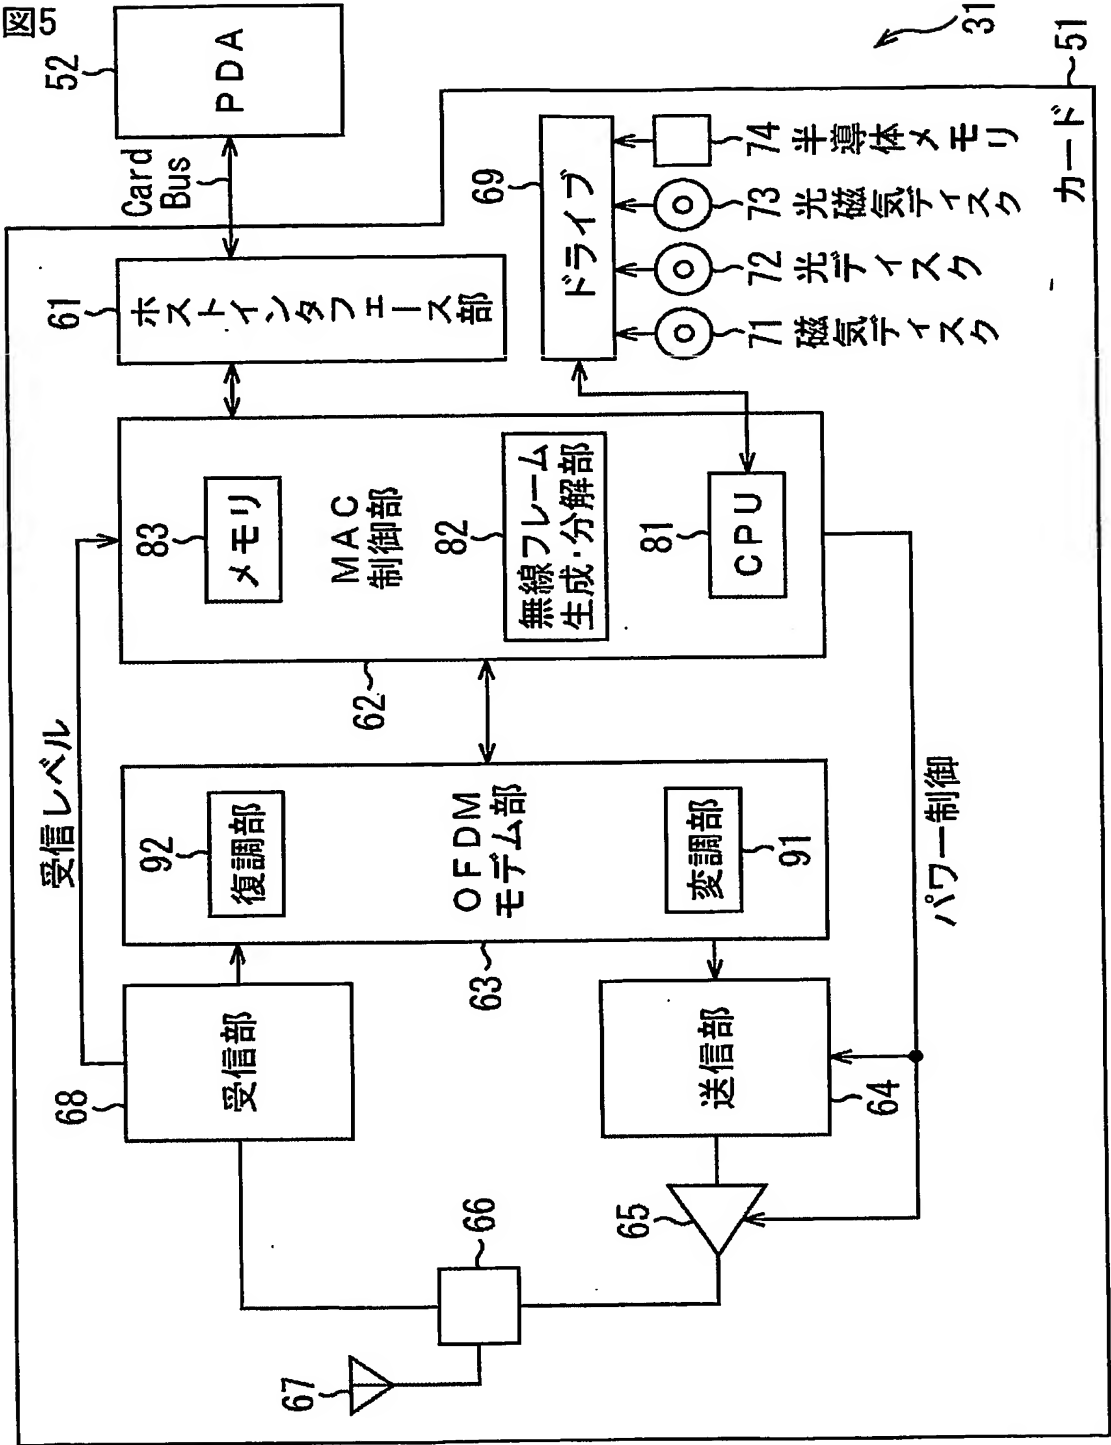 図5
31
52
PDA
Card
Bus
51
カード
61
ホストインタフェース部
69
ドライブ
71
磁気ディスク
72
光ディスク
73
光磁気ディスク
74
半導体メモリ
受信レベル
83
メモリ
MAC
制御部
82
無線フレーム
生成・分解部
81
CPU
62
92
復調部
OFDM
モデム部
変調部
91
63
パワー制御
68
受信部
送信部
64
65
66
67